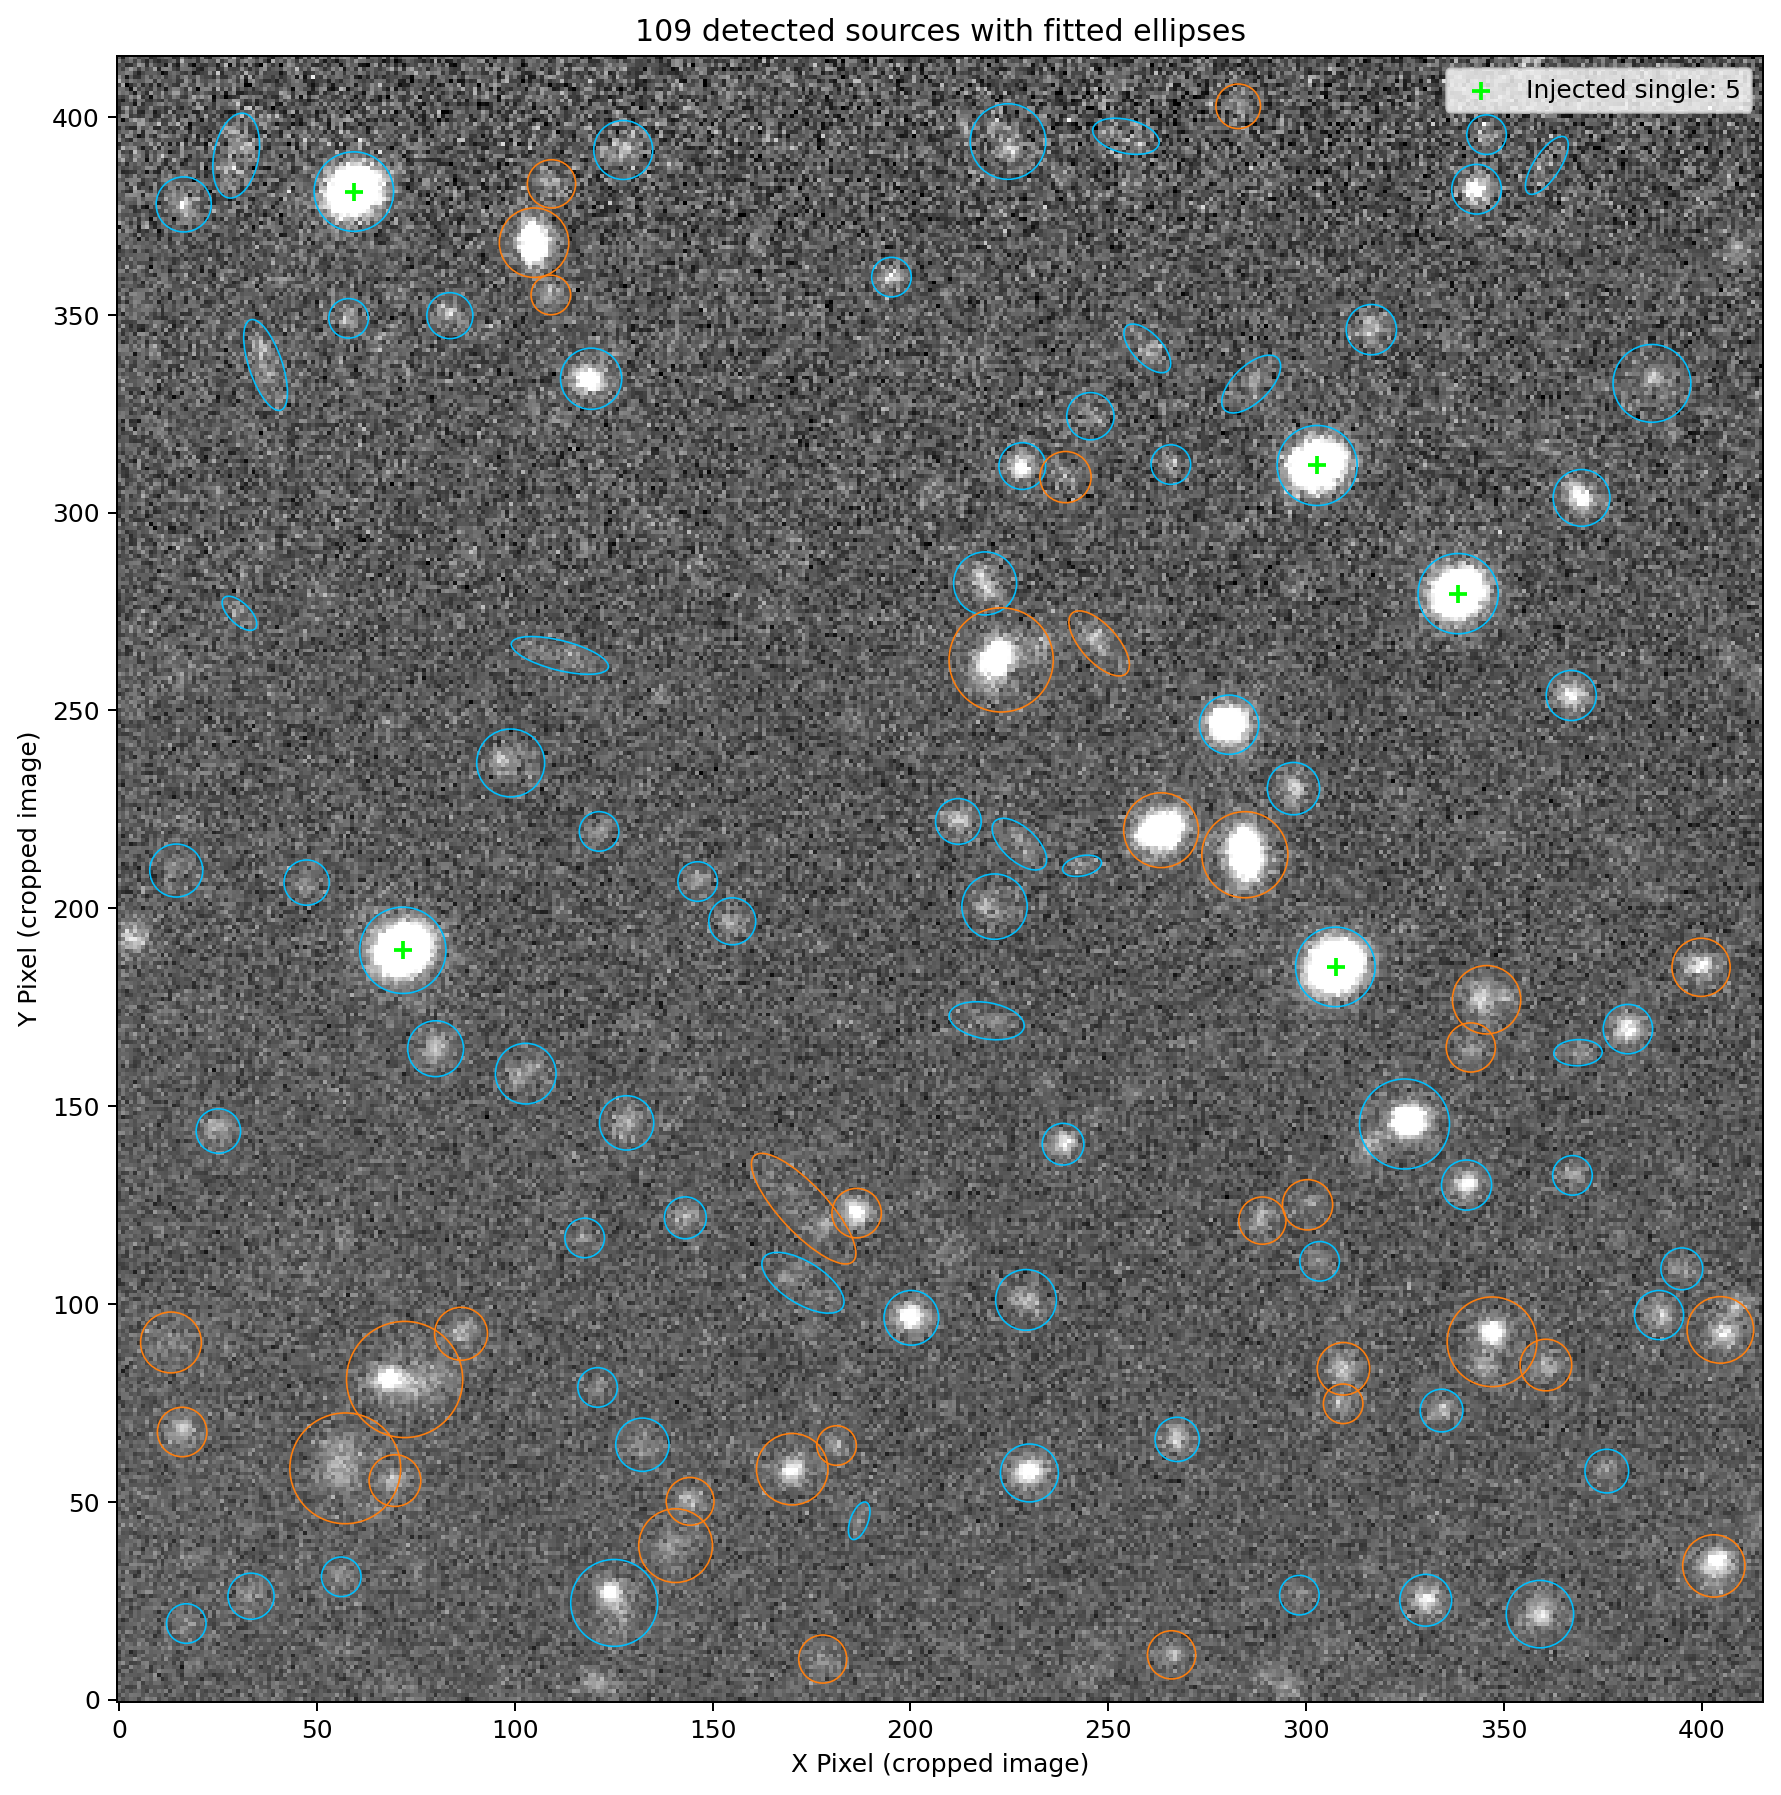 109 detected sources with fitted ellipses
Injected single: 5
400
350
300
250
200
150
100
50
0
Y Pixel (cropped image)
0 50 100 150 200 250 300 350 400
X Pixel (cropped image)